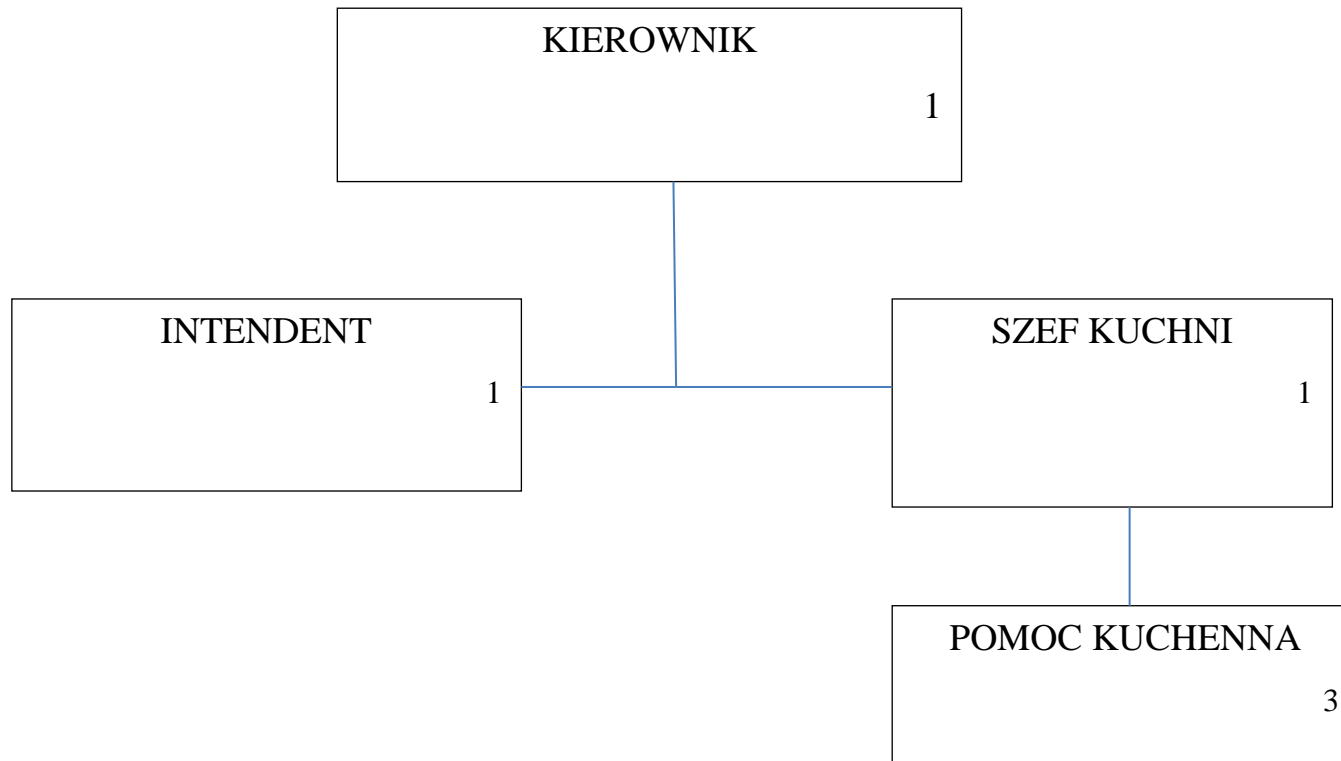 KIEROWNIK
1
INTENDENT
1
SZEF KUCHNI
1
POMOC KUCHENNA
3